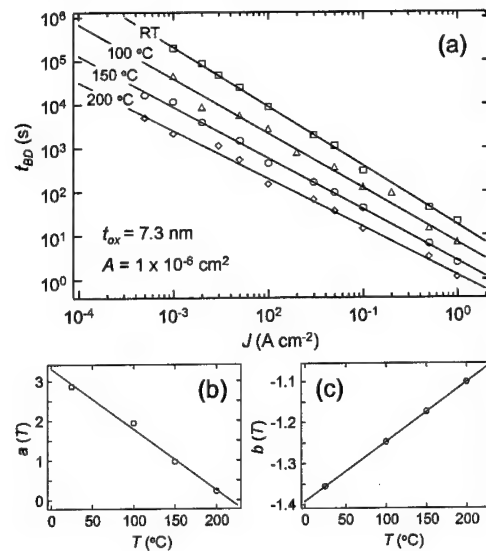 (a)
10^6
10^5
10^4
10^3
10^2
10^1
10^0
t_BD (s)
RT
100 °C
150 °C
200 °C
t_ox = 7.3 nm
A = 1 x 10^-6 cm^2
10^-4 10^-3 10^-2 10^-1 10^0
J (A cm^-2)
(b)
3
2
1
0
a (T)
0 50 100 150 200
T (°C)
(c)
-1.1
-1.2
-1.3
-1.4
b (T)
0 50 100 150 200
T (°C)